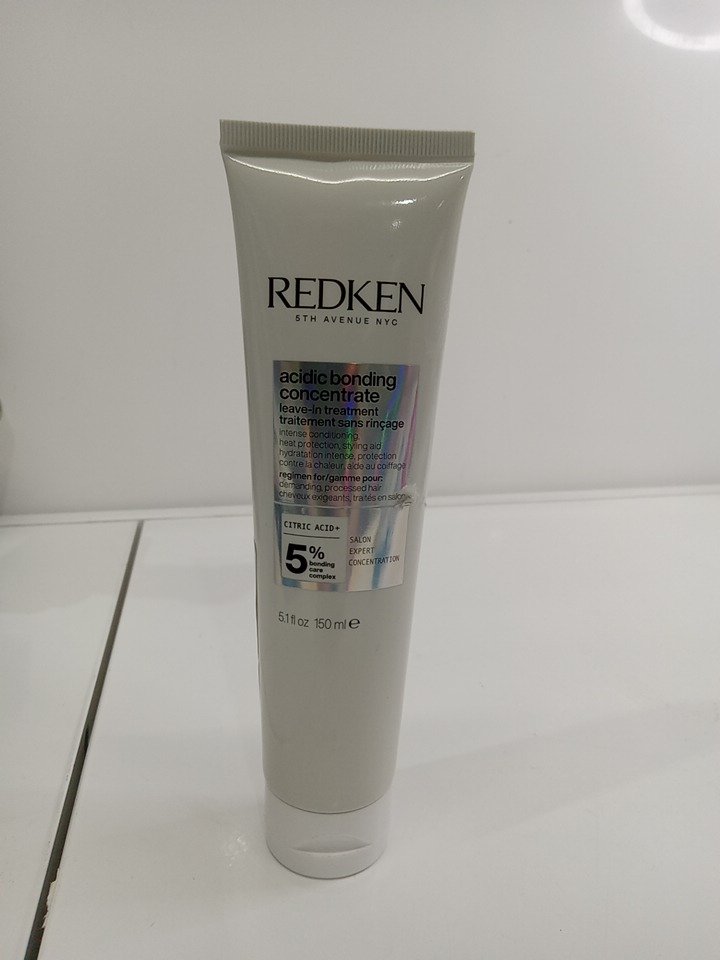 REDKEN
5TH AVENUE NYC
acidic bonding
concentrate
leave-in treatment
traitement sans rinçage
intense conditioning,
heat protection, styling aid
hydratation intense, protection
contre la chaleur, aide au coiffage
regimen for/gamme pour:
demanding, processed hair
cheveux exigeants, traités en salon
CITRIC ACID+
5%
bonding
care
complex
SALON
EXPERT
CONCENTRATION
5.1 fl oz 150 ml ℮